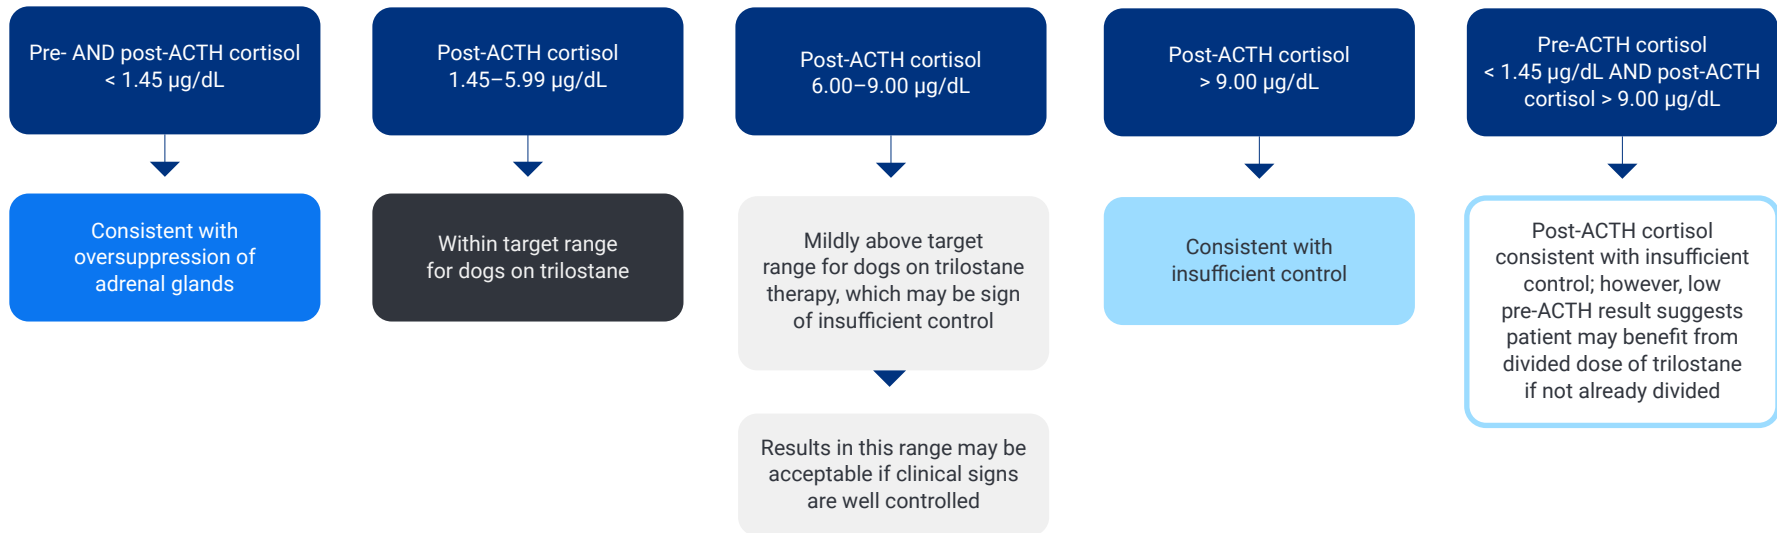 Pre- AND post-ACTH cortisol
< 1.45 µg/dL
Post-ACTH cortisol
1.45–5.99 µg/dL
Post-ACTH cortisol
6.00–9.00 µg/dL
Post-ACTH cortisol
> 9.00 µg/dL
Pre-ACTH cortisol
< 1.45 µg/dL AND post-ACTH
cortisol > 9.00 µg/dL
Consistent with
oversuppression of
adrenal glands
Within target range
for dogs on trilostane
Mildly above target
range for dogs on trilostane
therapy, which may be sign
of insufficient control
Consistent with
insufficient control
Post-ACTH cortisol
consistent with insufficient
control; however, low
pre-ACTH result suggests
patient may benefit from
divided dose of trilostane
if not already divided
Results in this range may be
acceptable if clinical signs
are well controlled